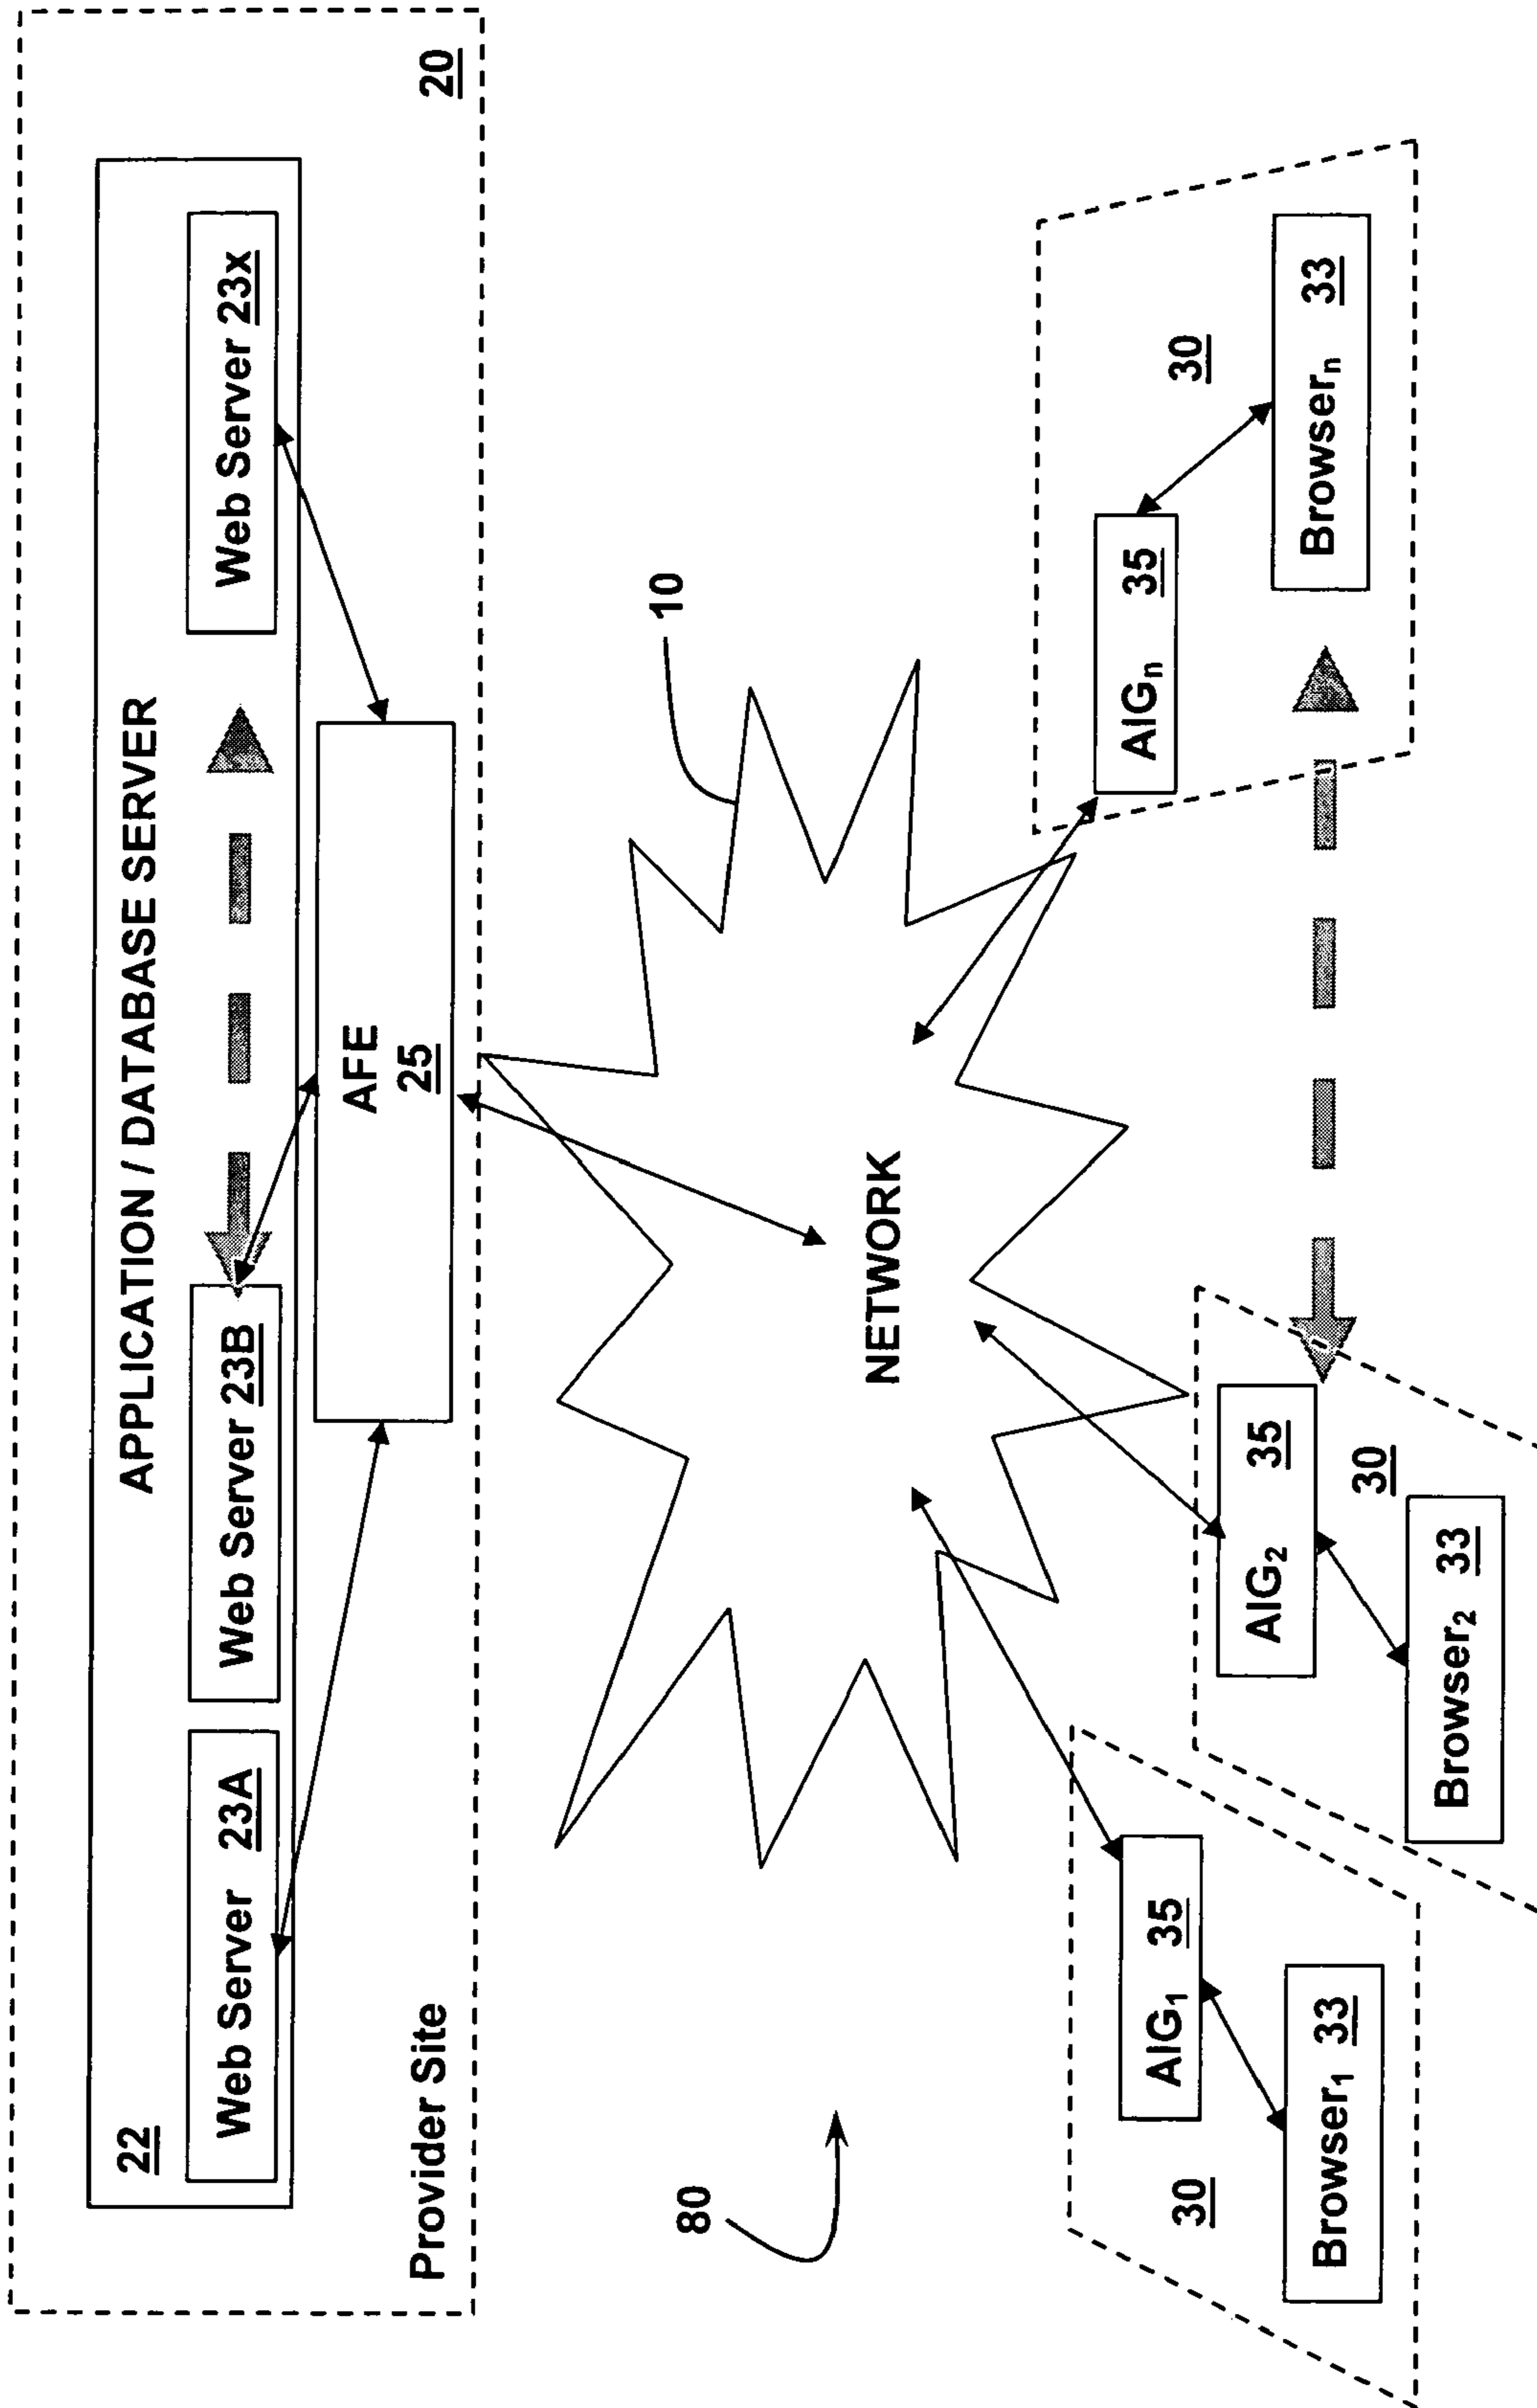 20
22
APPLICATION / DATABASE SERVER
Web Server 23A
Web Server 23B
Web Server 23x
AFE
25
Provider Site
10
NETWORK
80
30
AIG1 35
Browser1 33
AIG2 35
30
Browser2 33
AIGn 35
30
Browsern 33